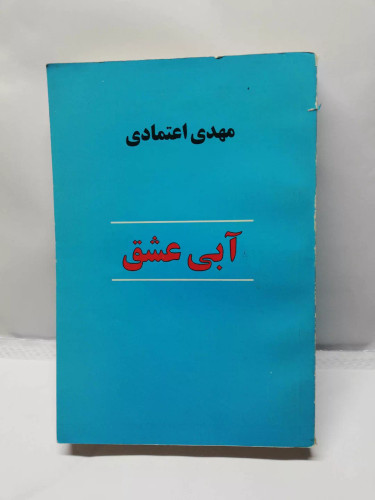 مهدی اعتمادی
آبی عشق